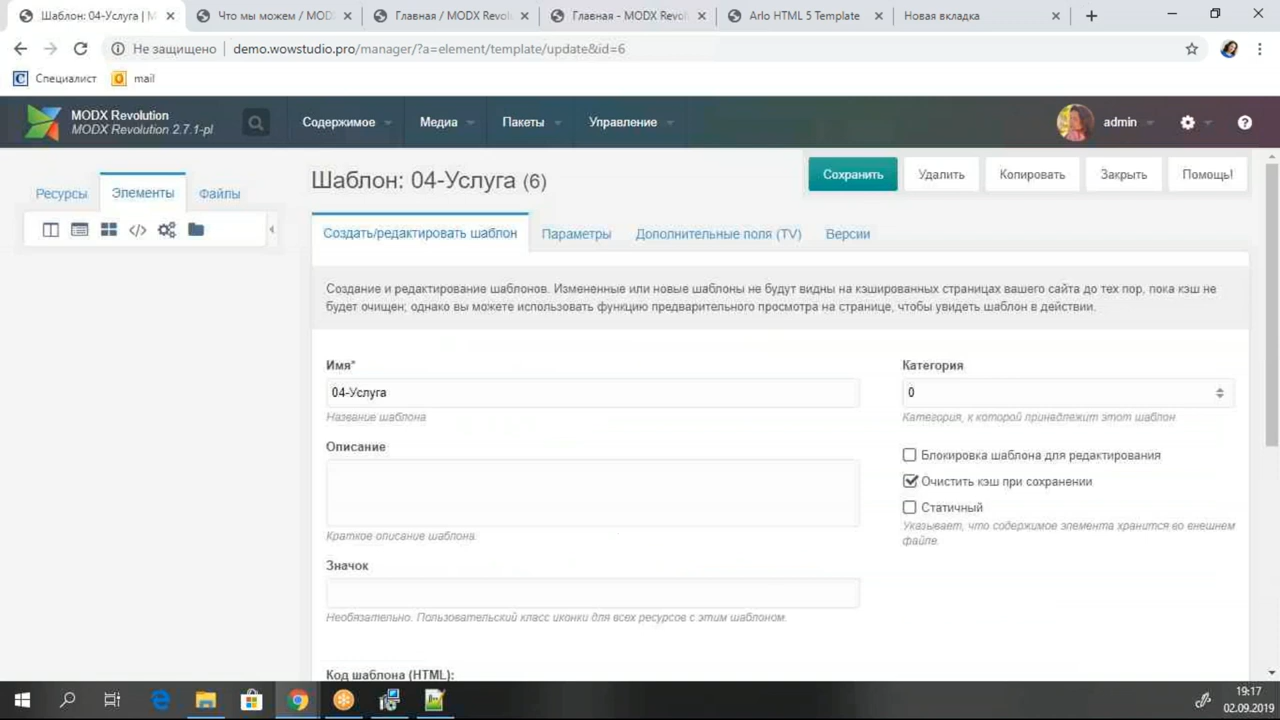 Шаблон: 04-Услуга | M
Что мы можем / MOD
Главная / MODX Revol
Главная - MODX Revo
Arlo HTML 5 Template
Новая вкладка
Не защищено
demo.wowstudio.pro/manager/?a=element/template/update&id=6
Специалист
mail
MODX Revolution
MODX Revolution 2.7.1-pl
Содержимое
Медиа
Пакеты
Управление
admin
Ресурсы
Элементы
Файлы
Шаблон: 04-Услуга (6)
Сохранить
Удалить
Копировать
Закрыть
Помощь!
Создать/редактировать шаблон
Параметры
Дополнительные поля (TV)
Версии
Создание и редактирование шаблонов. Измененные или новые шаблоны не будут видны на кэшированных страницах вашего сайта до тех пор, пока кэш не
будет очищен; однако вы можете использовать функцию предварительного просмотра на странице, чтобы увидеть шаблон в действии.
Имя*
04-Услуга
Название шаблона
Описание
Краткое описание шаблона.
Значок
Необязательно. Пользовательский класс иконки для всех ресурсов с этим шаблоном.
Категория
0
Категория, к которой принадлежит этот шаблон.
Блокировка шаблона для редактирования
Очистить кэш при сохранении
Статичный
Указывает, что содержимое элемента хранится во внешнем
файле.
Код шаблона (HTML):
19:17
02.09.2019